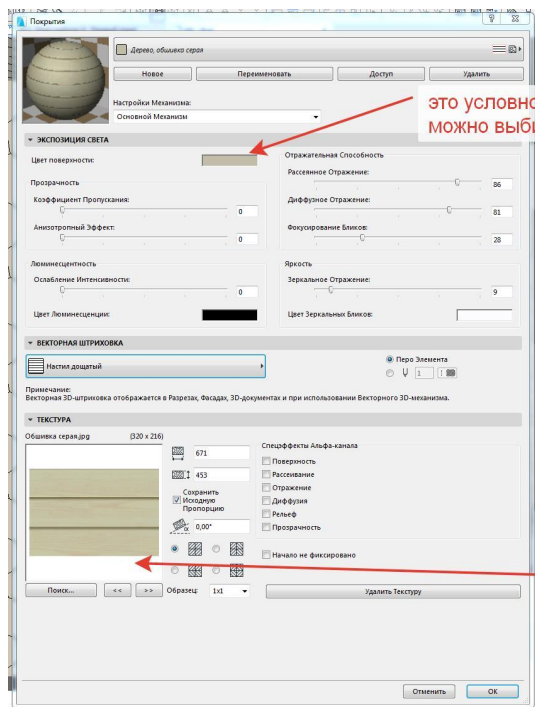 Покрытия
Дерево, обшивка серая
Новое Переименовать Доступ Удалить
Настройки Механизма:
Основной Механизм
это условно
можно выби
ЭКСПОЗИЦИЯ СВЕТА
Цвет поверхности:
Отражательная Способность
Рассеянное Отражение:
86
Прозрачность
Коэффициент Пропускания:
0
Диффузное Отражение:
81
Анизотропный Эффект:
0
Фокусирование Бликов:
28
Люминесцентность
Ослабление Интенсивности:
0
Яркость
Зеркальное Отражение:
9
Цвет Люминесценции:
Цвет Зеркальных Бликов:
ВЕКТОРНАЯ ШТРИХОВКА
Настил дощатый
Перо Элемента
1
Примечание:
Векторная 3D-штриховка отображается в Разрезах, Фасадах, 3D-документах и при использовании Векторного 3D-механизма.
ТЕКСТУРА
Обшивка серая.jpg (320 x 216)
671
453
Сохранить
Исходную
Пропорцию
α 0,00°
Спецэффекты Альфа-канала
Поверхность
Рассеивание
Отражение
Диффузия
Рельеф
Прозрачность
Начало не фиксировано
Поиск... << >> Образец: 1x1 Удалить Текстуру
Отменить OK